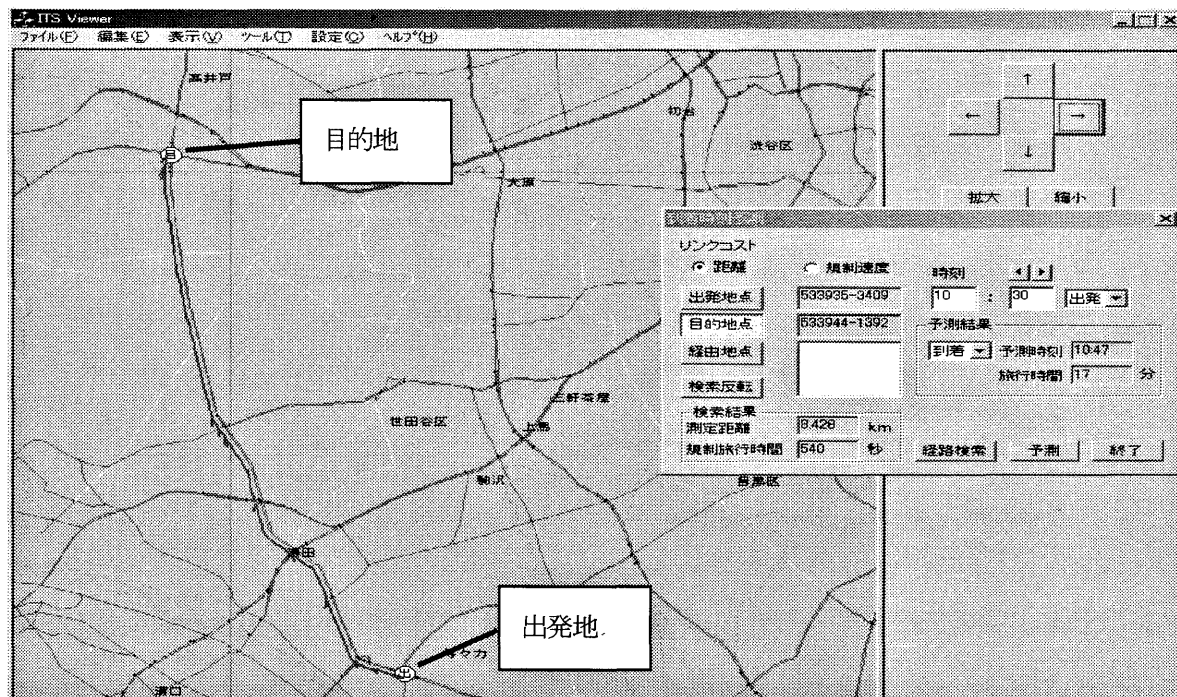 ITS Viewer
ファイル(F) 編集(E) 表示(V) ツール(T) 設定(C) ヘルプ(H)
高井戸
目的地
目
初台
渋谷区
大原
世田谷区
三軒茶屋
上馬
駒沢
目黒区
出発地
出
溝口
↑
← →
↓
拡大 縮小
リンクコスト
距離 規制速度
出発地点 533935-3409
目的地点 533944-1392
経由地点
検索反転
時刻
10 : 30 出発
予測結果
到着 予測時刻 10:47
旅行時間 17 分
検索結果
測定距離 8.428 km
規制旅行時間 540 秒
経路検索 予測 終了